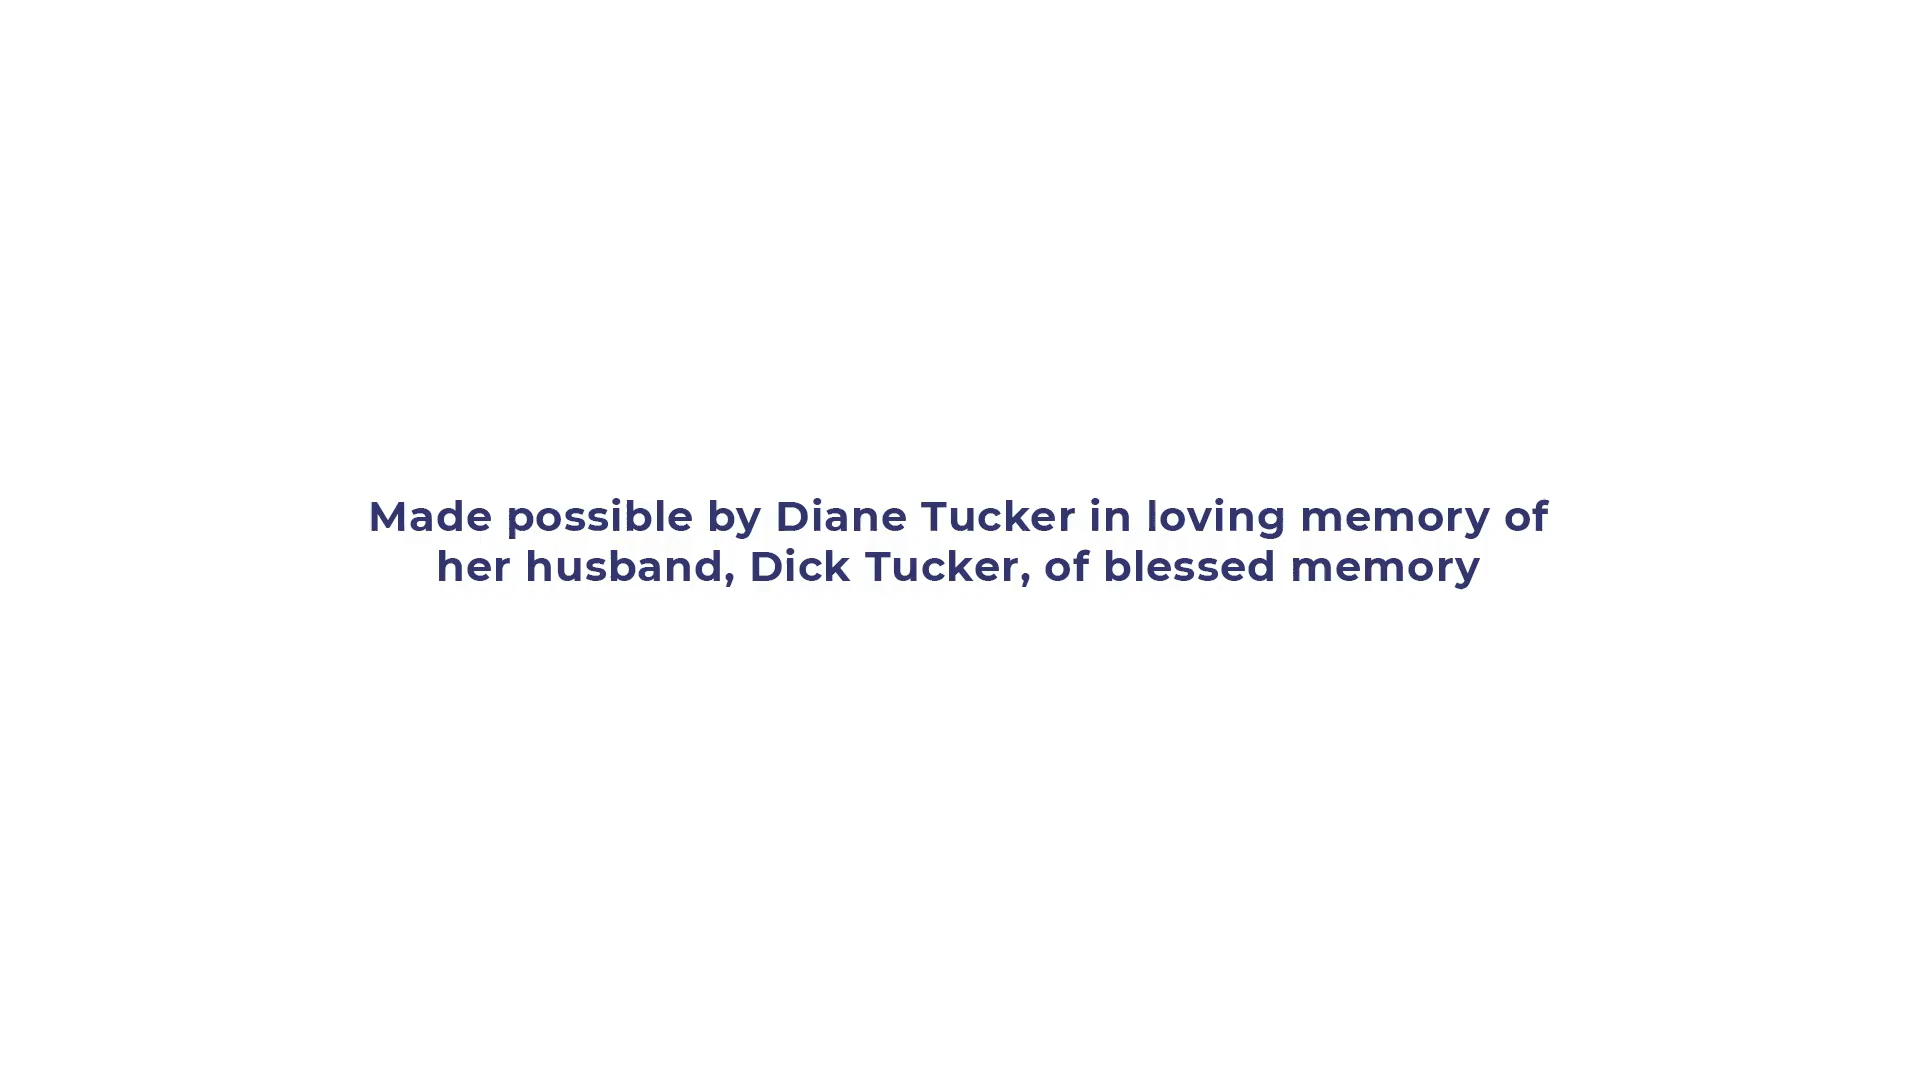 Made possible by Diane Tucker in loving memory of
her husband, Dick Tucker, of blessed memory